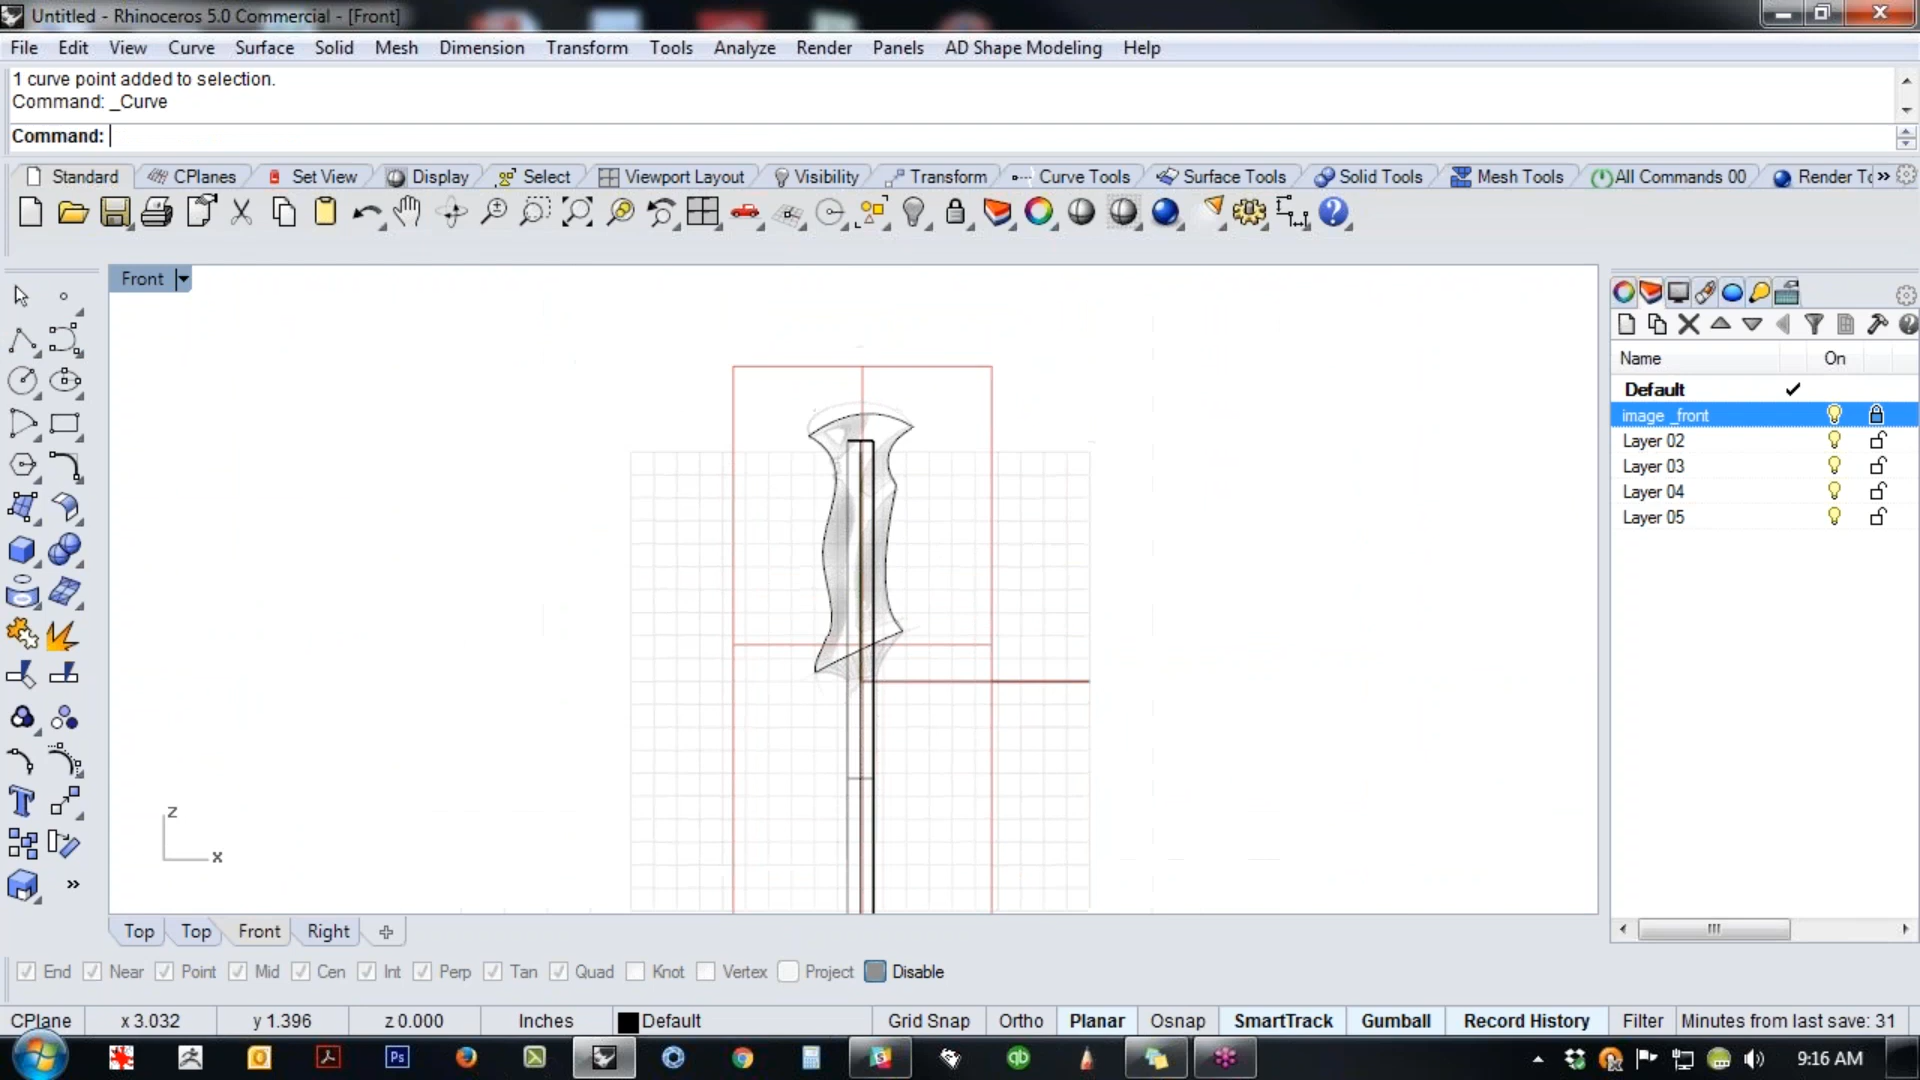 Untitled - Rhinoceros 5.0 Commercial - [Front]
File Edit View Curve Surface Solid Mesh Dimension Transform Tools Analyze Render Panels AD Shape Modeling Help
1 curve point added to selection.
Command: _Curve
Command:
Standard CPlanes Set View Display Select Viewport Layout Visibility Transform Curve Tools Surface Tools Solid Tools Mesh Tools All Commands 00 Render To
Front
Name On
Default
image _front
Layer 02
Layer 03
Layer 04
Layer 05
z
x
Top Top Front Right
End Near Point Mid Cen Int Perp Tan Quad Knot Vertex Project Disable
CPlane x 3.032 y 1.396 z 0.000 Inches Default Grid Snap Ortho Planar Osnap SmartTrack Gumball Record History Filter Minutes from last save: 31
Ps qb 9:16 AM